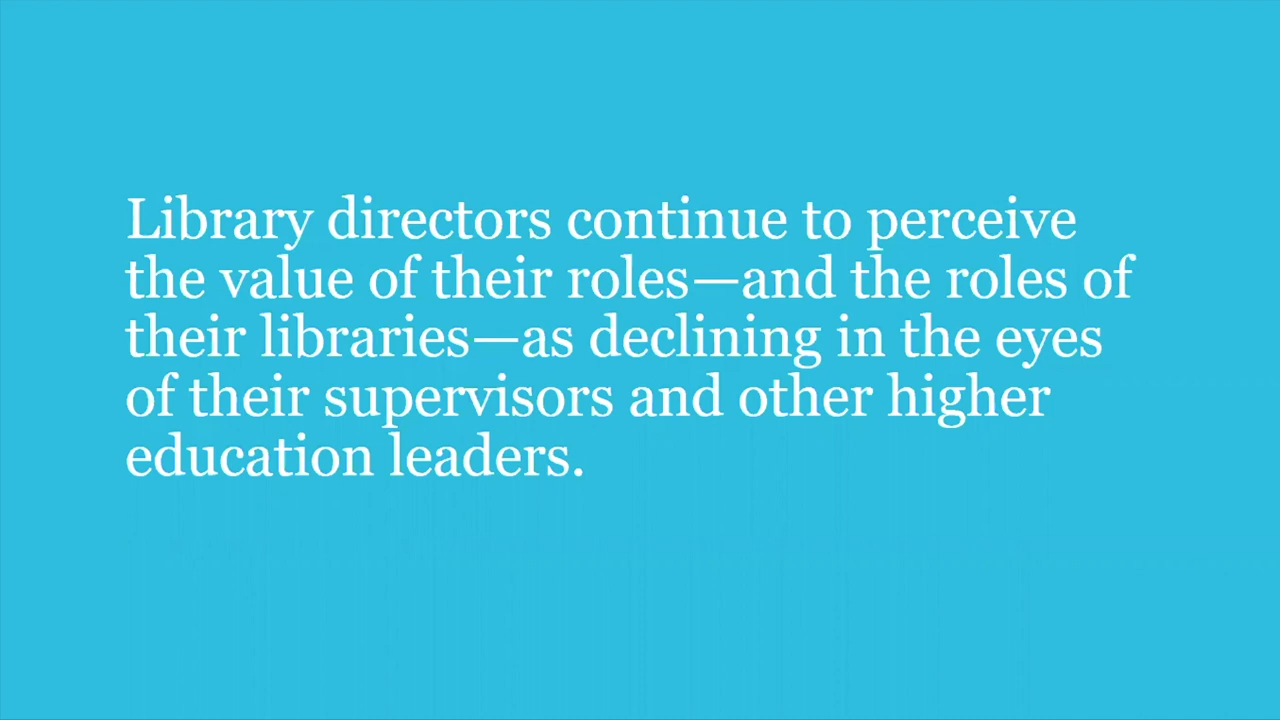 Library directors continue to perceive
the value of their roles—and the roles of
their libraries—as declining in the eyes
of their supervisors and other higher
education leaders.